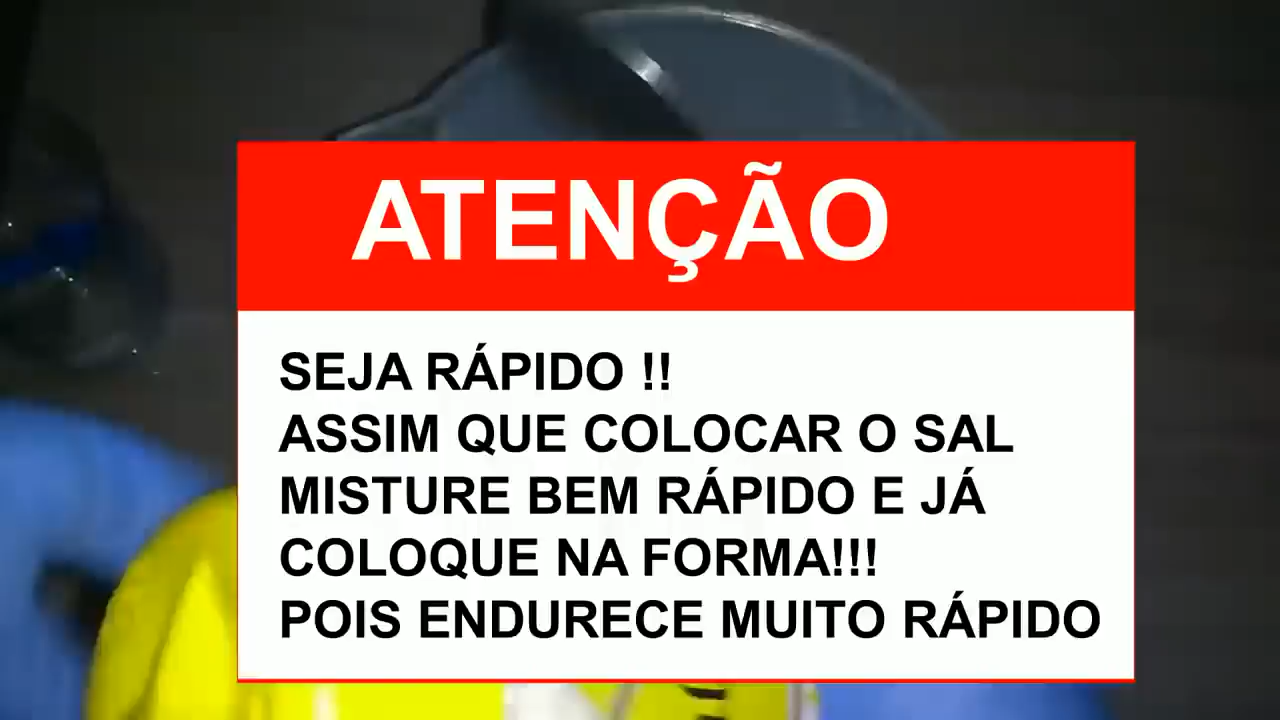 ATENÇÃO
SEJA RÁPIDO !!
ASSIM QUE COLOCAR O SAL
MISTURE BEM RÁPIDO E JÁ
COLOQUE NA FORMA!!!
POIS ENDURECE MUITO RÁPIDO